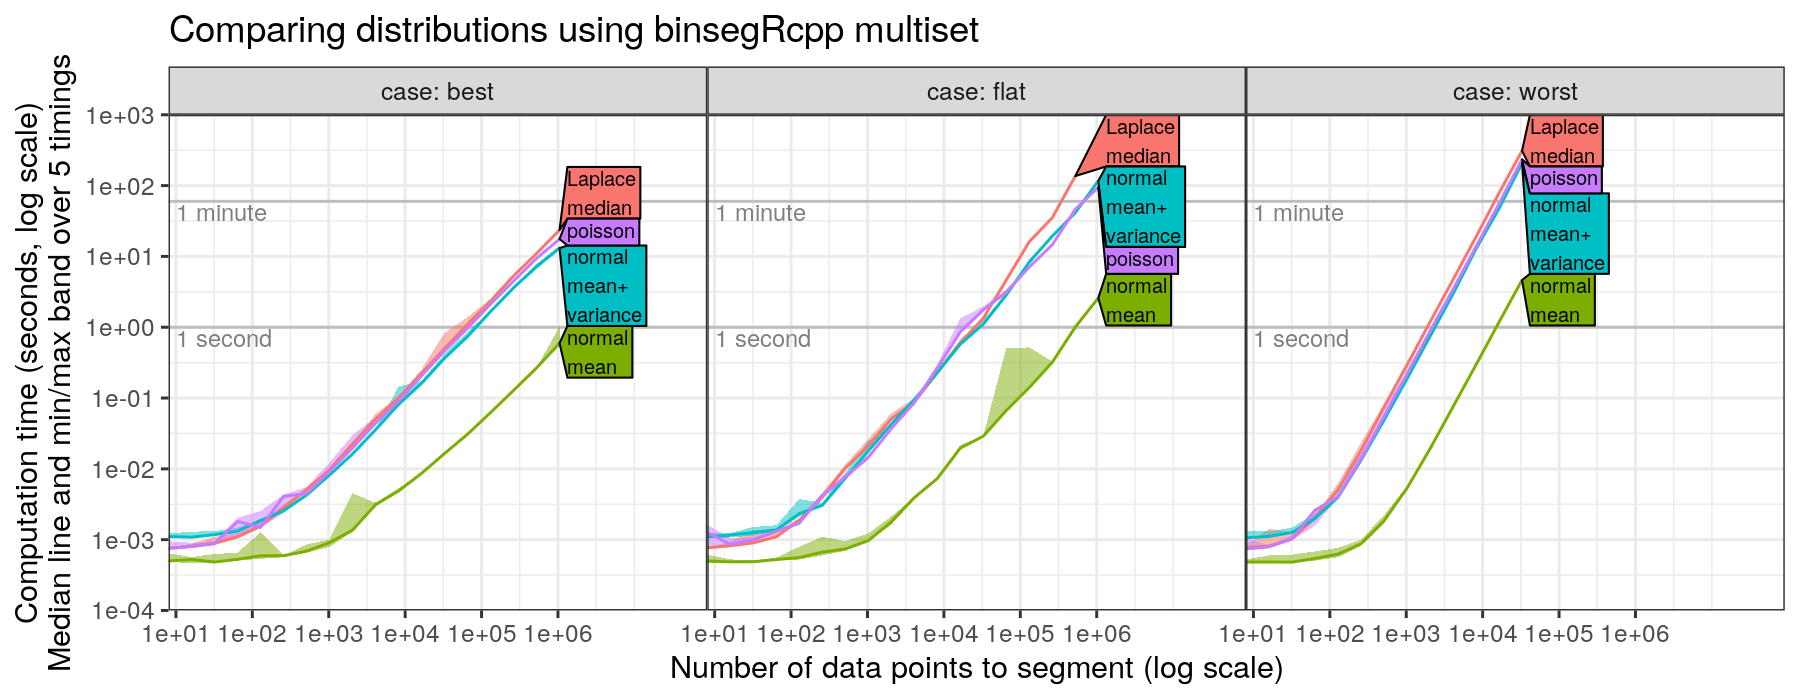 Comparing distributions using binsegRcpp multiset
Computation time (seconds, log scale)
Median line and min/max band over 5 timings
case: best
case: flat
case: worst
1e+03
1e+02
1e+01
1e+00
1e-01
1e-02
1e-03
1e-04
1 minute
1 second
Laplace
median
poisson
normal
mean+
variance
normal
mean
1 minute
1 second
Laplace
median
normal
mean+
variance
poisson
normal
mean
1 minute
1 second
Laplace
median
poisson
normal
mean+
variance
normal
mean
1e+01 1e+02 1e+03 1e+04 1e+05 1e+06
1e+01 1e+02 1e+03 1e+04 1e+05 1e+06
1e+01 1e+02 1e+03 1e+04 1e+05 1e+06
Number of data points to segment (log scale)